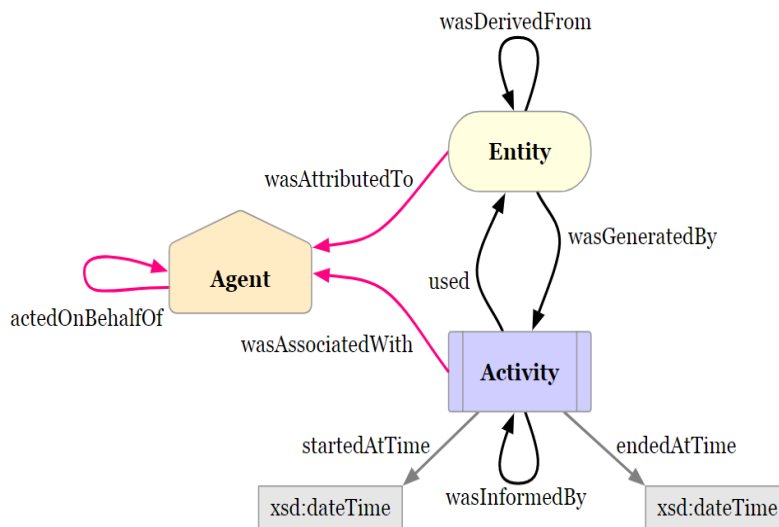 wasDerivedFrom
Entity
wasAttributedTo
wasGeneratedBy
Agent
used
actedOnBehalfOf
wasAssociatedWith
Activity
startedAtTime
endedAtTime
wasInformedBy
xsd:dateTime
xsd:dateTime